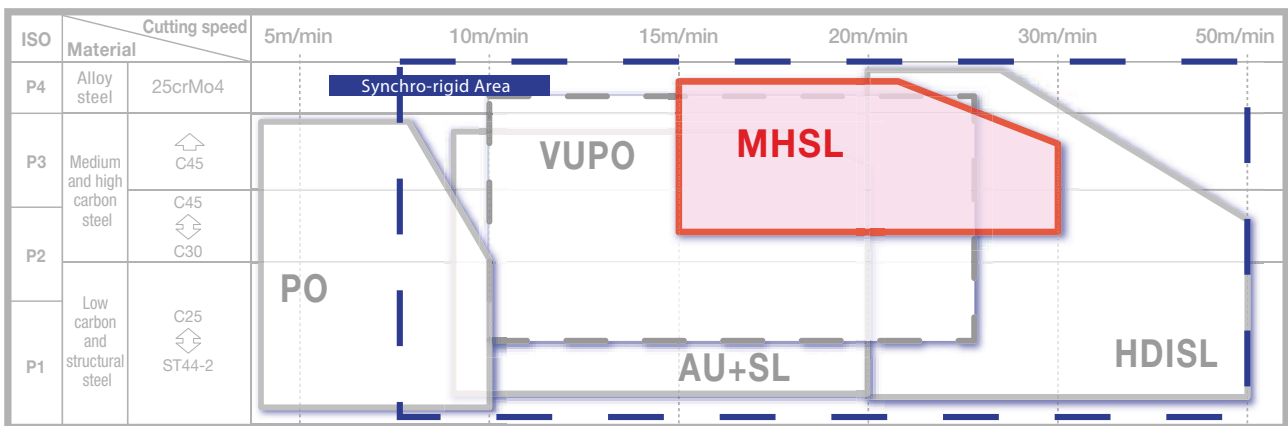 ISO
Material
Cutting speed
5m/min
10m/min
15m/min
20m/min
30m/min
50m/min
P4
Alloy
steel
25crMo4
Synchro-rigid Area
P3
Medium
and high
carbon
steel
C45
C45
C30
P2
VUPO
MHSL
PO
Low
carbon
and
structural
steel
C25
ST44-2
P1
AU+SL
HDISL